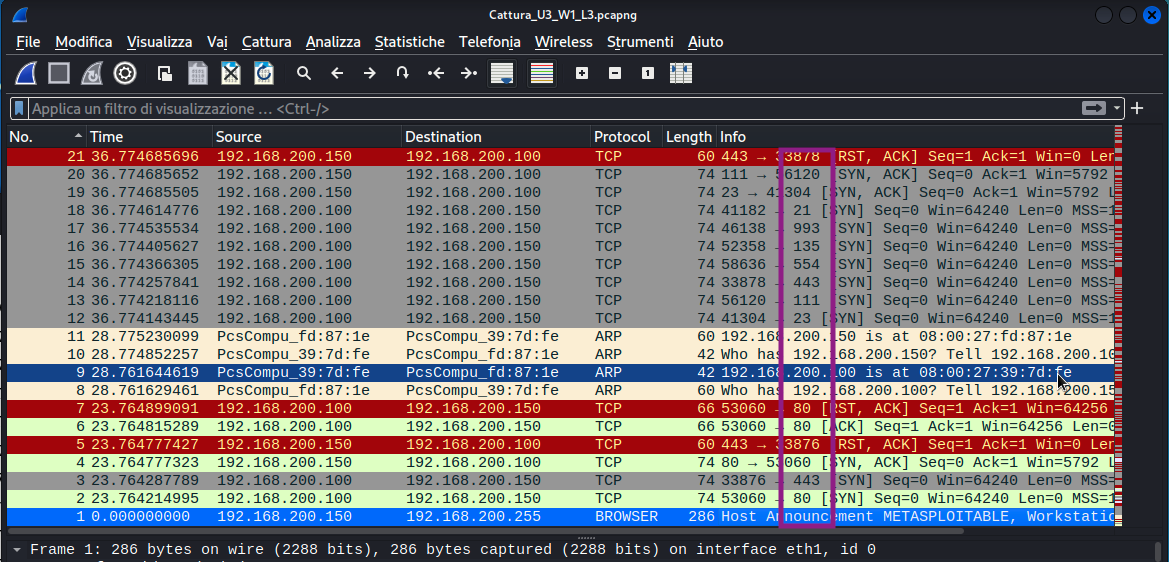 Cattura_U3_W1_L3.pcapng
File Modifica Visualizza Vai Cattura Analizza Statistiche Telefonia Wireless Strumenti Aiuto
Applica un filtro di visualizzazione ... <Ctrl-/>
No. Time Source Destination Protocol Length Info
21 36.774685696 192.168.200.150 192.168.200.100 TCP 60 443 → 33878 [RST, ACK] Seq=1 Ack=1 Win=0 Len
20 36.774685652 192.168.200.150 192.168.200.100 TCP 74 111 → 56120 [SYN, ACK] Seq=0 Ack=1 Win=5792
19 36.774685505 192.168.200.150 192.168.200.100 TCP 74 23 → 41304 [SYN, ACK] Seq=0 Ack=1 Win=5792 L
18 36.774614776 192.168.200.100 192.168.200.150 TCP 74 41182 → 21 [SYN] Seq=0 Win=64240 Len=0 MSS=1
17 36.774535534 192.168.200.100 192.168.200.150 TCP 74 46138 → 993 [SYN] Seq=0 Win=64240 Len=0 MSS=
16 36.774405627 192.168.200.100 192.168.200.150 TCP 74 52358 → 135 [SYN] Seq=0 Win=64240 Len=0 MSS=
15 36.774366305 192.168.200.100 192.168.200.150 TCP 74 58636 → 554 [SYN] Seq=0 Win=64240 Len=0 MSS=
14 36.774257841 192.168.200.100 192.168.200.150 TCP 74 33878 → 443 [SYN] Seq=0 Win=64240 Len=0 MSS=
13 36.774218116 192.168.200.100 192.168.200.150 TCP 74 56120 → 111 [SYN] Seq=0 Win=64240 Len=0 MSS=
12 36.774143445 192.168.200.100 192.168.200.150 TCP 74 41304 → 23 [SYN] Seq=0 Win=64240 Len=0 MSS=1
11 28.775230099 PcsCompu_fd:87:1e PcsCompu_39:7d:fe ARP 60 192.168.200.150 is at 08:00:27:fd:87:1e
10 28.774852257 PcsCompu_39:7d:fe PcsCompu_fd:87:1e ARP 42 Who has 192.168.200.150? Tell 192.168.200.10
9 28.761644619 PcsCompu_39:7d:fe PcsCompu_fd:87:1e ARP 42 192.168.200.100 is at 08:00:27:39:7d:fe
8 28.761629461 PcsCompu_fd:87:1e PcsCompu_39:7d:fe ARP 60 Who has 192.168.200.100? Tell 192.168.200.15
7 23.764899091 192.168.200.100 192.168.200.150 TCP 66 53060 → 80 [RST, ACK] Seq=1 Ack=1 Win=64256
6 23.764815289 192.168.200.100 192.168.200.150 TCP 66 53060 → 80 [ACK] Seq=1 Ack=1 Win=64256 Len=0
5 23.764777427 192.168.200.150 192.168.200.100 TCP 60 443 → 33876 [RST, ACK] Seq=1 Ack=1 Win=0 Len
4 23.764777323 192.168.200.150 192.168.200.100 TCP 74 80 → 53060 [SYN, ACK] Seq=0 Ack=1 Win=5792 L
3 23.764287789 192.168.200.100 192.168.200.150 TCP 74 33876 → 443 [SYN] Seq=0 Win=64240 Len=0 MSS=
2 23.764214995 192.168.200.100 192.168.200.150 TCP 74 53060 → 80 [SYN] Seq=0 Win=64240 Len=0 MSS=1
1 0.000000000 192.168.200.150 192.168.200.255 BROWSER 286 Host Announcement METASPLOITABLE, Workstatio
Frame 1: 286 bytes on wire (2288 bits), 286 bytes captured (2288 bits) on interface eth1, id 0